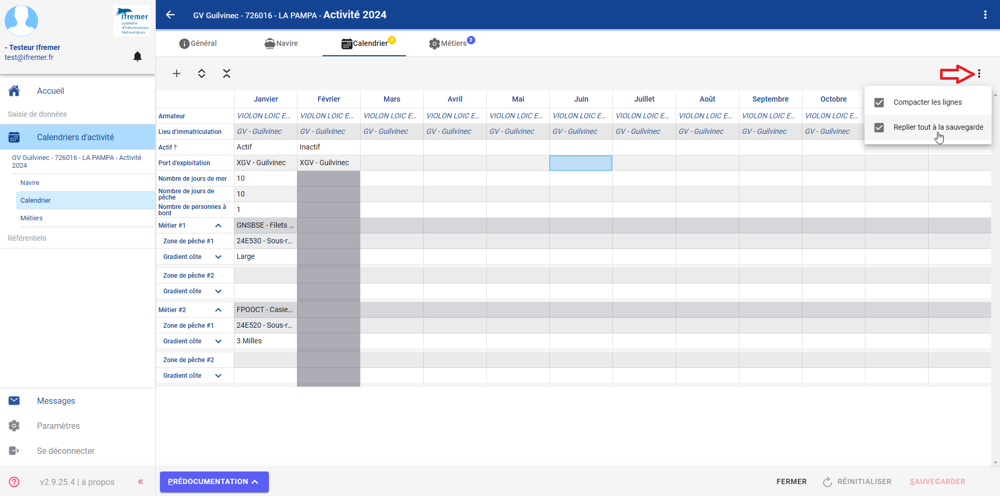 Ifremer
Système
d'Informations
Halieutiques
- Testeur Ifremer
test@ifremer.fr
Accueil
Saisie de données
Calendriers d'activité
GV Guilvinec - 726016 - LA PAMPA - Activité
2024
Navire
Calendrier
Métiers
Référentiels
Messages
Paramètres
Se déconnecter
v2.9.25.4 | à propos «
GV Guilvinec - 726016 - LA PAMPA - Activité 2024
Général Navire Calendrier 2 Métiers 2
Compacter les lignes
Replier tout à la sauvegarde
Janvier Février Mars Avril Mai Juin Juillet Août Septembre Octobre
Armateur VIOLON LOIC E... VIOLON LOIC E... VIOLON LOIC E... VIOLON LOIC E... VIOLON LOIC E... VIOLON LOIC E... VIOLON LOIC E... VIOLON LOIC E... VIOLON LOIC E... VIOLON LOIC E...
Lieu d'immatriculation GV - Guilvinec GV - Guilvinec GV - Guilvinec GV - Guilvinec GV - Guilvinec GV - Guilvinec GV - Guilvinec GV - Guilvinec GV - Guilvinec GV - Guilvinec
Actif ? Actif Inactif
Port d'exploitation XGV - Guilvinec XGV - Guilvinec
Nombre de jours de mer 10
Nombre de jours de
pêche 10
Nombre de personnes à
bord 1
Métier #1 GNSBSE - Filets ...
Zone de pêche #1 24E530 - Sous-r...
Gradient côte Large
Zone de pêche #2
Gradient côte
Métier #2 FPOOCT - Casie...
Zone de pêche #1 24E520 - Sous-r...
Gradient côte 3 Milles
Zone de pêche #2
Gradient côte
PRÉDOCUMENTATION FERMER RÉINITIALISER SAUVEGARDER